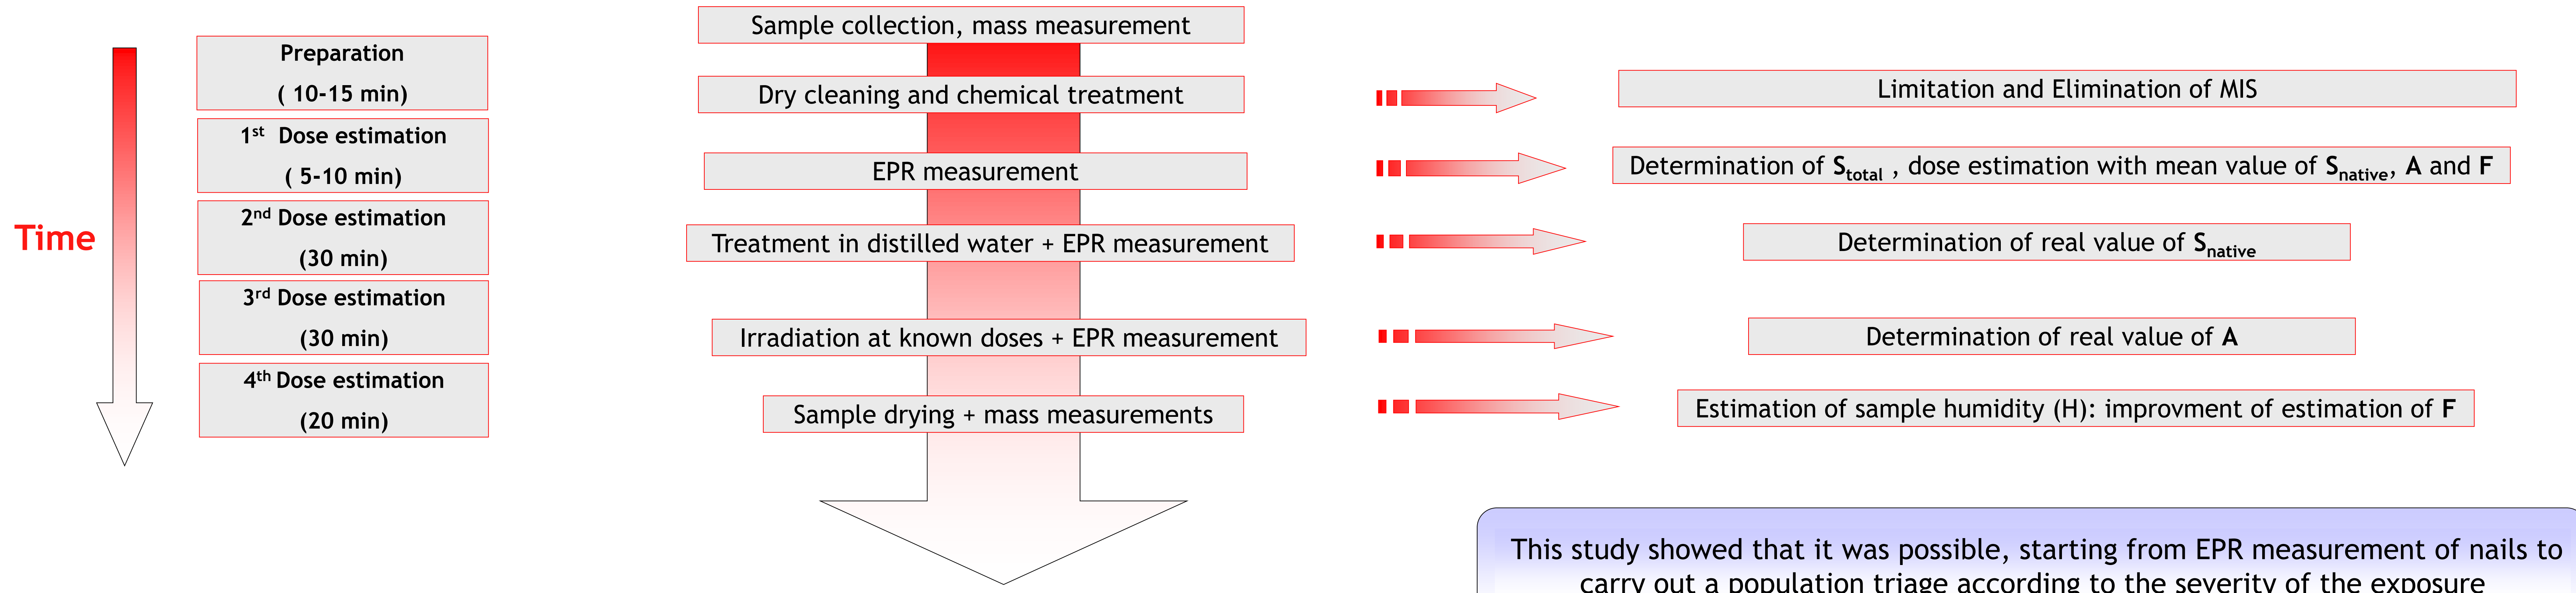 Time
Preparation
( 10-15 min)
1st Dose estimation
( 5-10 min)
2nd Dose estimation
(30 min)
3rd Dose estimation
(30 min)
4th Dose estimation
(20 min)
Sample collection, mass measurement
Dry cleaning and chemical treatment
EPR measurement
Treatment in distilled water + EPR measurement
Irradiation at known doses + EPR measurement
Sample drying + mass measurements
Limitation and Elimination of MIS
Determination of Stotal , dose estimation with mean value of Snative, A and F
Determination of real value of Snative
Determination of real value of A
Estimation of sample humidity (H): improvment of estimation of F
This study showed that it was possible, starting from EPR measurement of nails to
carry out a population triage according to the severity of the exposure